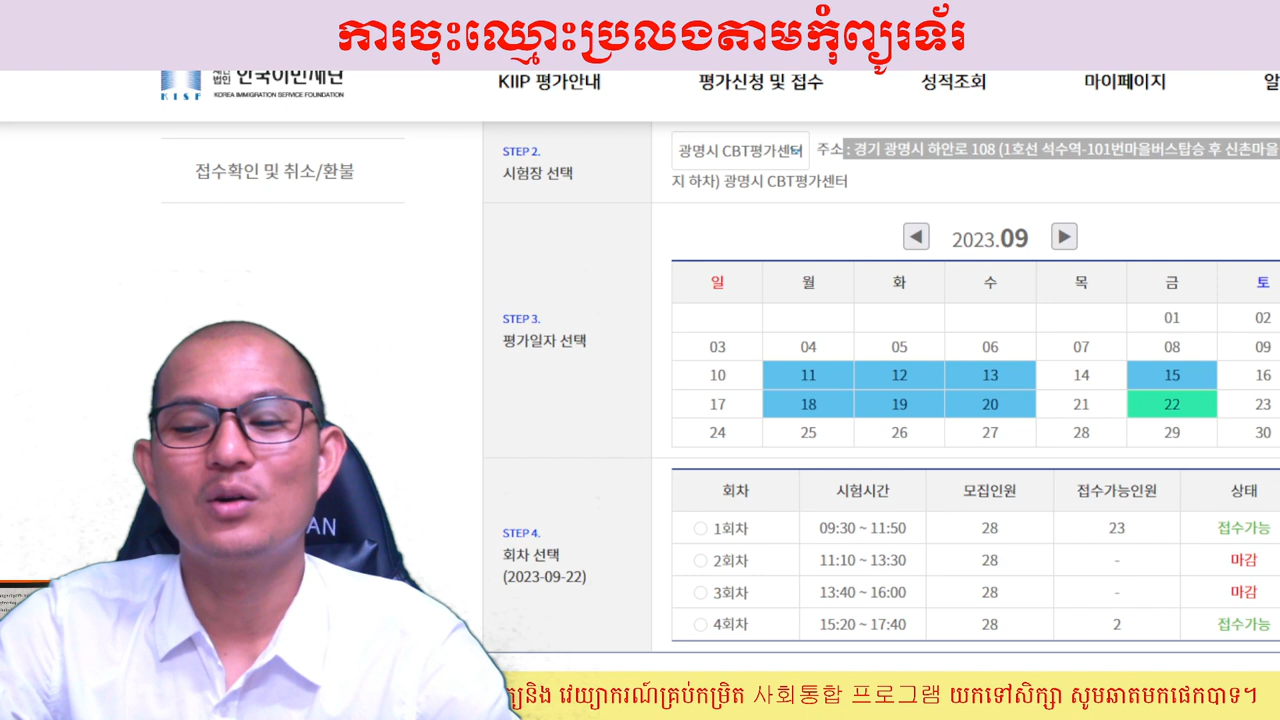 ការចុះឈ្មោះប្រលងតាមកុំព្យូរទ័រ
재단
법인 한국이민재단
KISF KOREA IMMIGRATION SERVICE FOUNDATION
KIIP 평가안내 평가신청 및 접수 성적조회 마이페이지 알
접수확인 및 취소/환불
STEP 2.
시험장 선택
광명시 CBT평가센터 주소 : 경기 광명시 하안로 108 (1호선 석수역-101번마을버스탑승 후 신촌마을
지 하차) 광명시 CBT평가센터
STEP 3.
평가일자 선택
◀ 2023.09 ▶
일 월 화 수 목 금 토
01 02
03 04 05 06 07 08 09
10 11 12 13 14 15 16
17 18 19 20 21 22 23
24 25 26 27 28 29 30
STEP 4.
회차 선택
(2023-09-22)
회차 시험시간 모집인원 접수가능인원 상태
1회차 09:30 ~ 11:50 28 23 접수가능
2회차 11:10 ~ 13:30 28 - 마감
3회차 13:40 ~ 16:00 28 - 마감
4회차 15:20 ~ 17:40 28 2 접수가능
AN
វេយ្យាករណ៍គ្រប់កម្រិត 사회통합 프로그램 យកទៅសិក្សា សូមឆាតមកផេកបាទ។